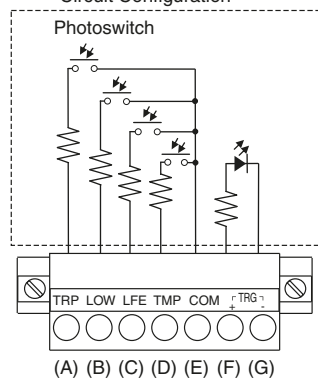 Circuit Configuration
Photoswitch
TRP LOW LFE TMP COM TRG
+ -
(A) (B) (C) (D) (E) (F) (G)